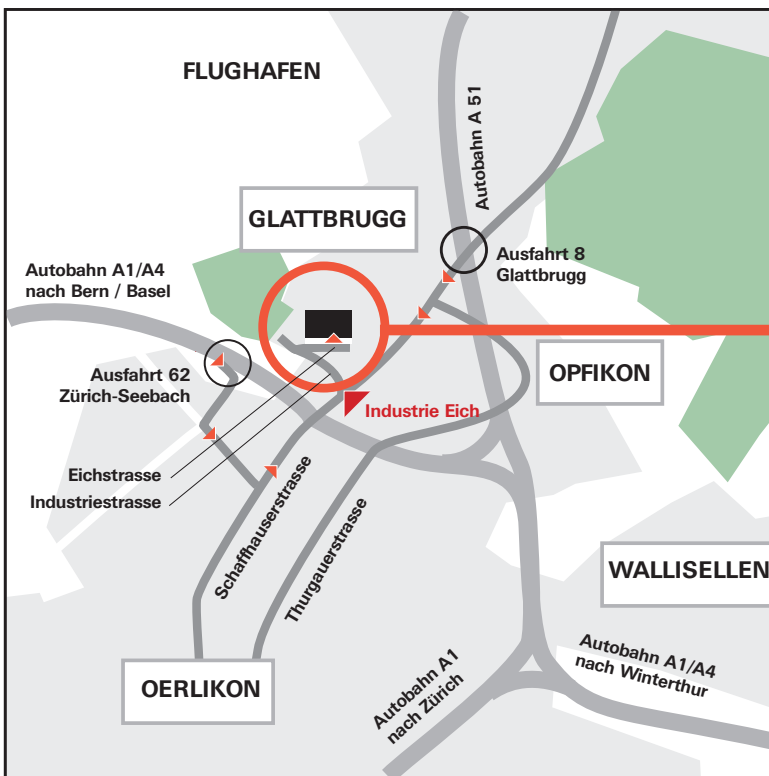 FLUGHAFEN
Autobahn A 51
GLATTBRUGG
Ausfahrt 8
Glattbrugg
Autobahn A1/A4
nach Bern / Basel
Ausfahrt 62
Zürich-Seebach
OPFIKON
Industrie Eich
Eichstrasse
Industriestrasse
Schaffhauserstrasse
Thurgauerstrasse
WALLISELLEN
OERLIKON
Autobahn A1
nach Zürich
Autobahn A1/A4
nach Winterthur